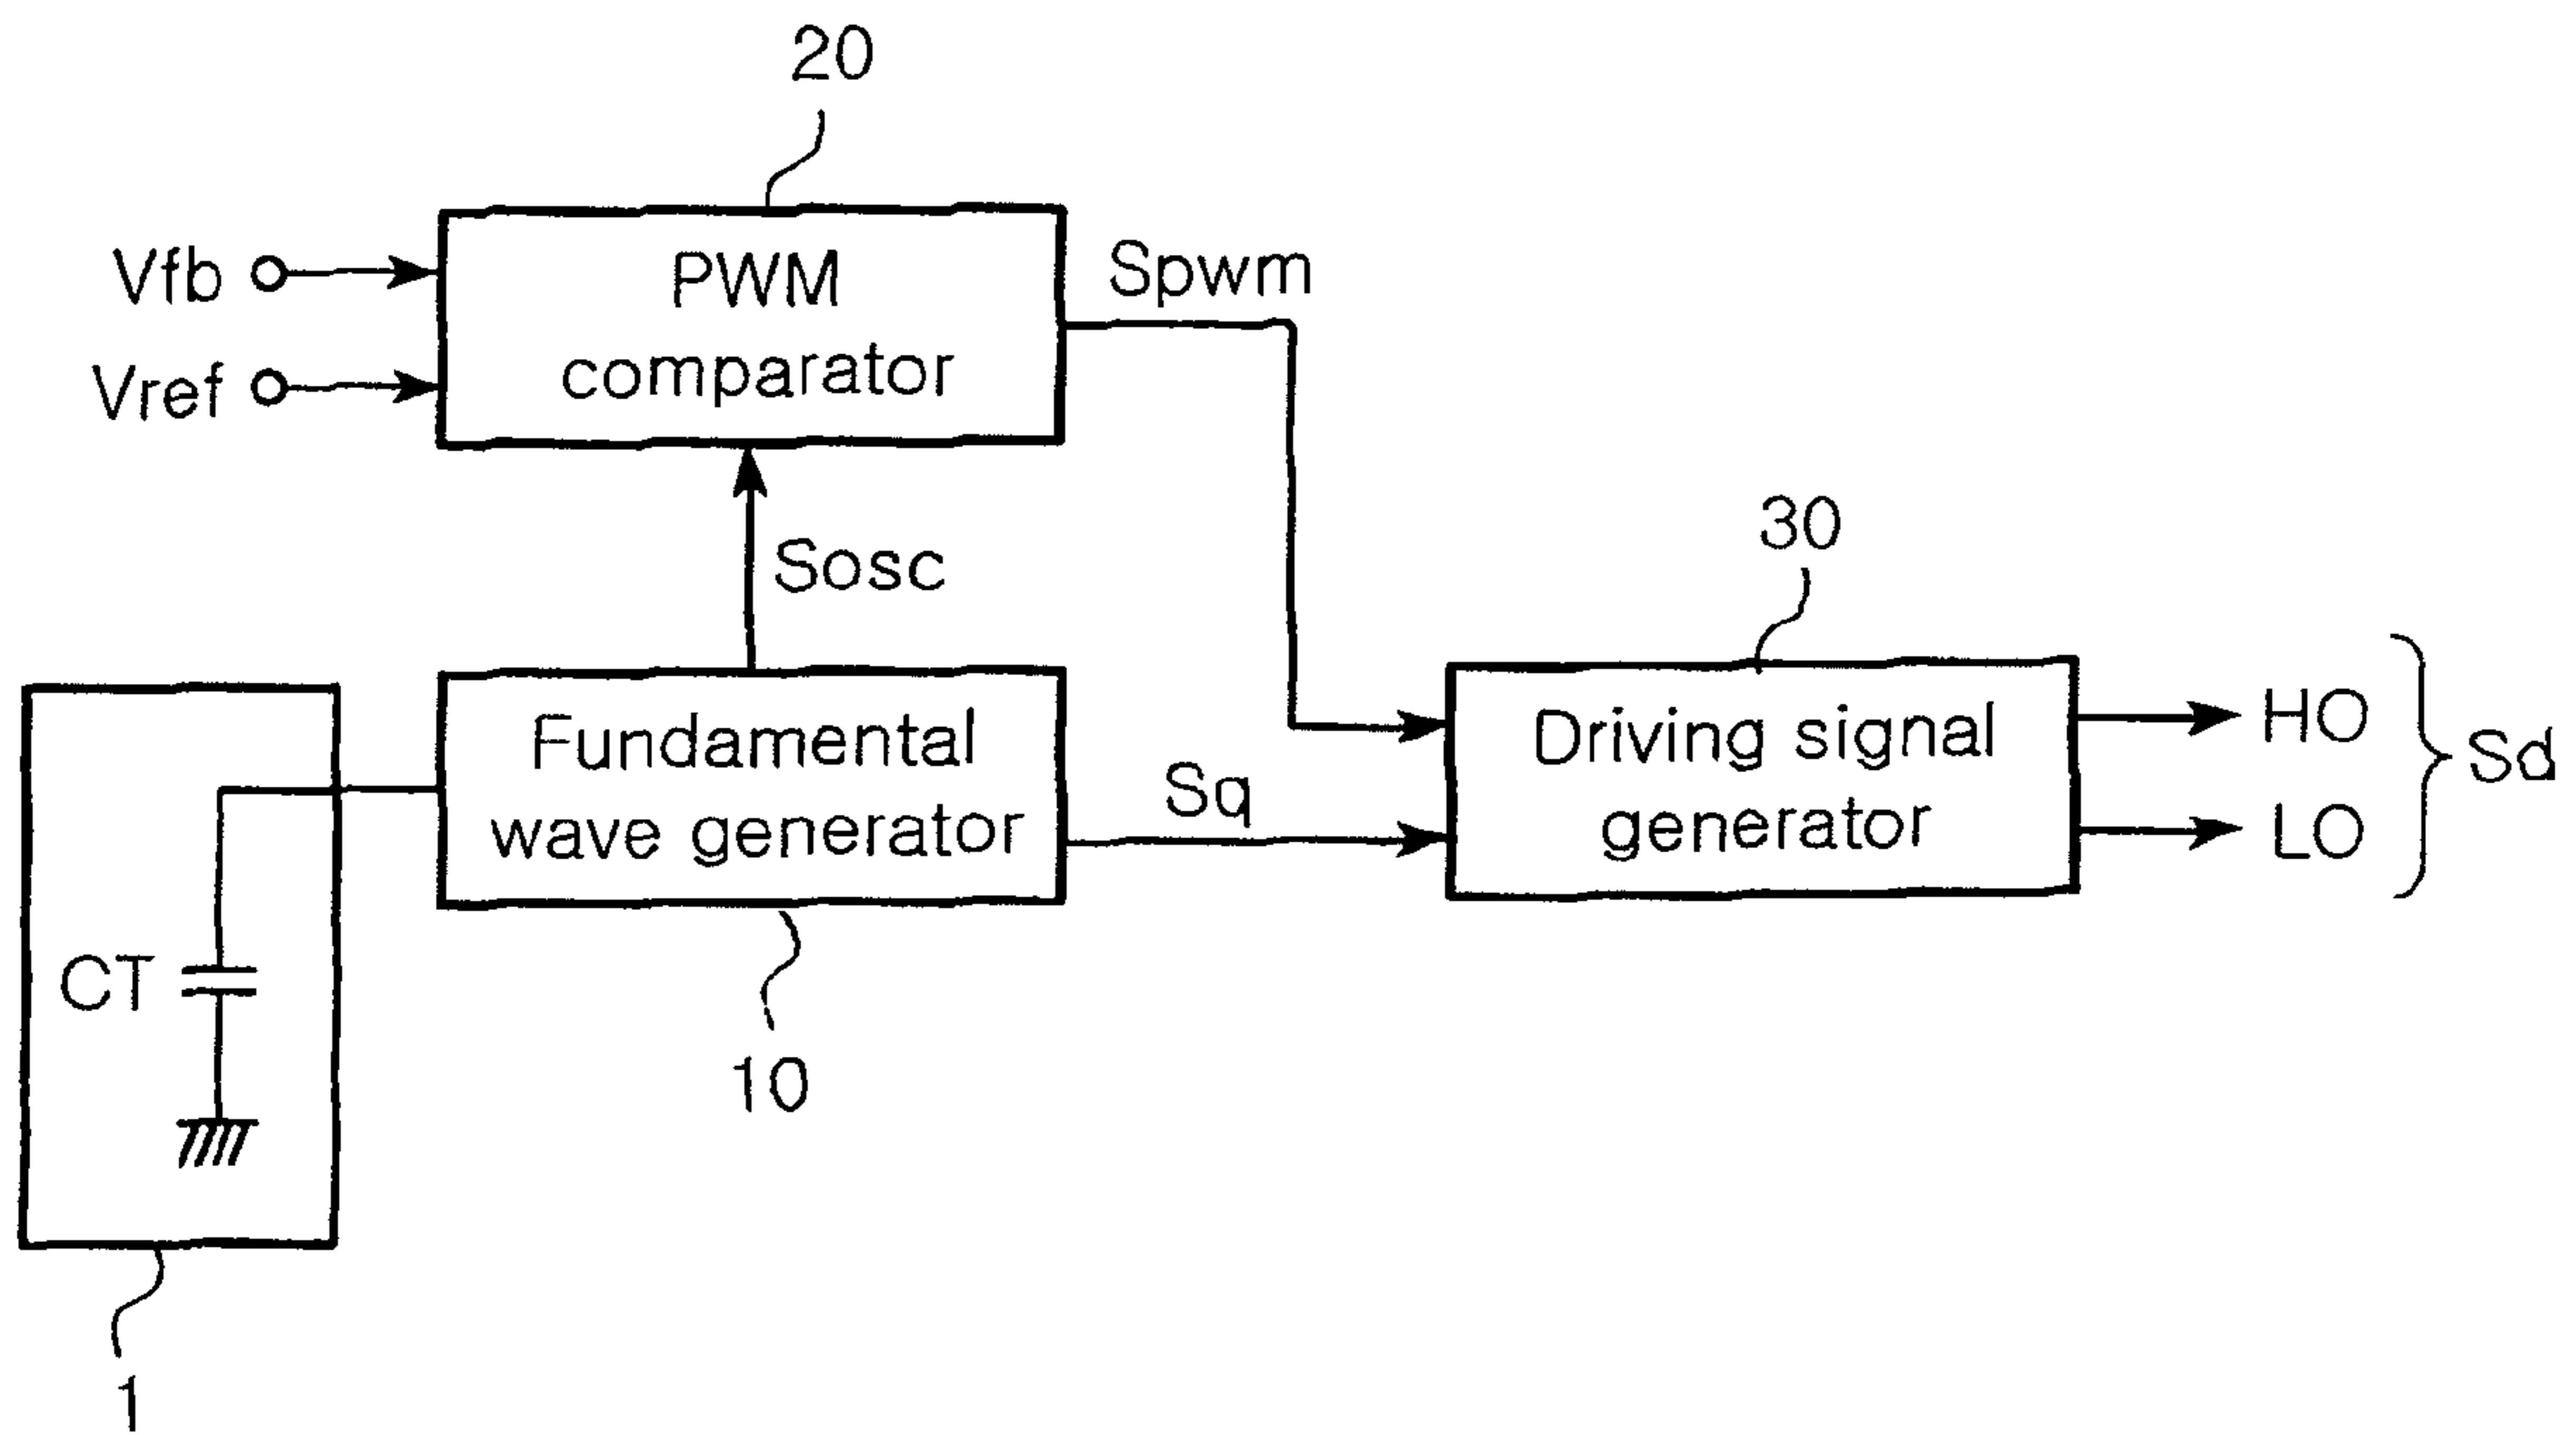 20
Vfb
PWM
comparator
Spwm
Vref
Sosc
30
Fundamental
wave generator
Sq
Driving signal
generator
HO
LO
Sd
CT
10
1